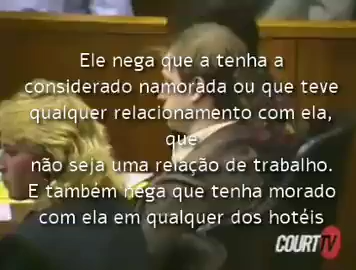 Ele nega que a tenha a
considerado namorada ou que teve
qualquer relacionamento com ela,
que
não seja uma relação de trabalho.
E também nega que tenha morado
com ela em qualquer dos hotéis
COURT TV